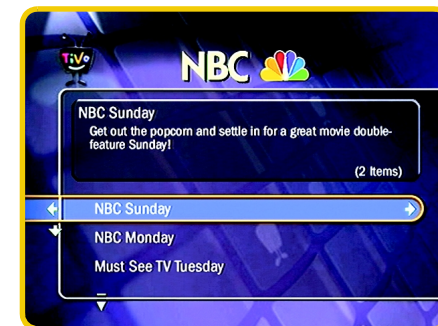 TiVo
NBC
NBC Sunday
Get out the popcorn and settle in for a great movie double-
feature Sunday!
(2 Items)
NBC Sunday
NBC Monday
Must See TV Tuesday